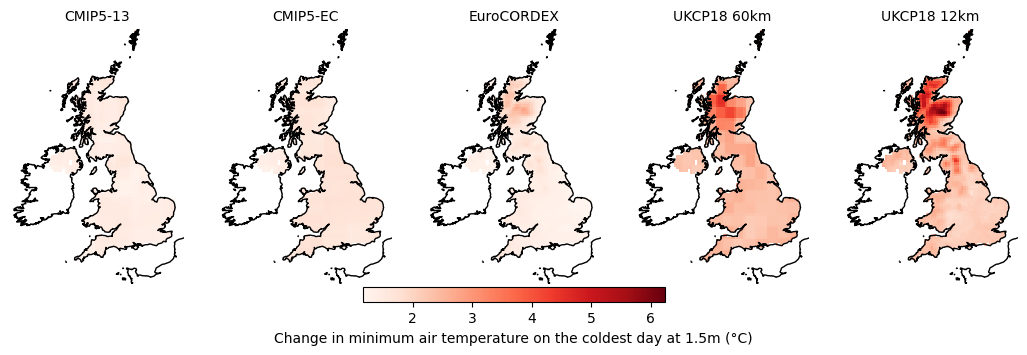 CMIP5-13 CMIP5-EC EuroCORDEX UKCP18 60km UKCP18 12km
2 3 4 5 6
Change in minimum air temperature on the coldest day at 1.5m (°C)